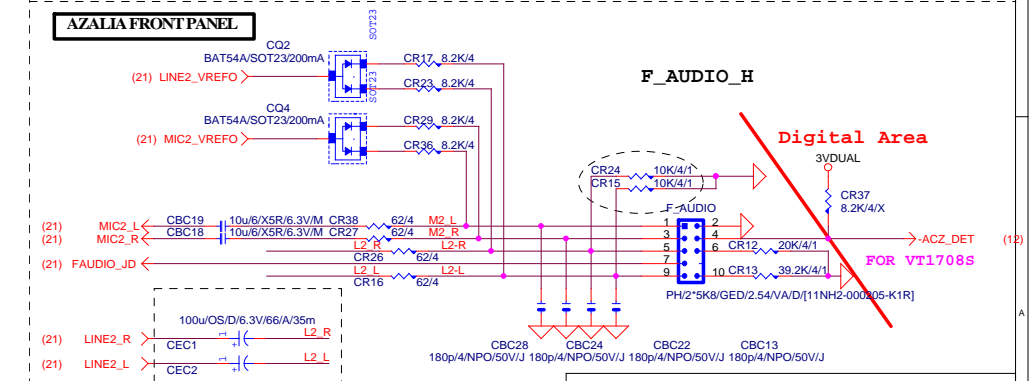 AZALIA FRONT PANEL
SOT23
CQ2
BAT54A/SOT23/200mA
CR17 8.2K/4
(21) LINE2_VREFO
SOT23
CR23 8.2K/4
F_AUDIO_H
CQ4
BAT54A/SOT23/200mA
CR29 8.2K/4
(21) MIC2_VREFO
CR36 8.2K/4
Digital Area
3VDUAL
CR24 10K/4/1
CR15 10K/4/1
CR37
8.2K/4/X
F_AUDIO
(21) MIC2_L CBC19 10u/6/X5R/6.3V/M CR38 62/4 M2_L 1 2
(21) MIC2_R CBC18 10u/6/X5R/6.3V/M CR27 62/4 M2_R 3 4 -ACZ_DET (12)
L2_R L2-R 5 6 CR12 20K/4/1
CR26 62/4
(21) FAUDIO_JD 7 FOR VT1708S
L2_L L2-L 9 10 CR13 39.2K/4/1
CR16 62/4
PH/2*5K8/GED/2.54/VA/D/[11NH2-000205-K1R]
A
100u/OS/D/6.3V/66/A/35m
(21) LINE2_R 1 + L2_R
CEC1
CBC28 CBC24 CBC22 CBC13
180p/4/NPO/50V/J 180p/4/NPO/50V/J 180p/4/NPO/50V/J 180p/4/NPO/50V/J
(21) LINE2_L 1 + L2_L
CEC2